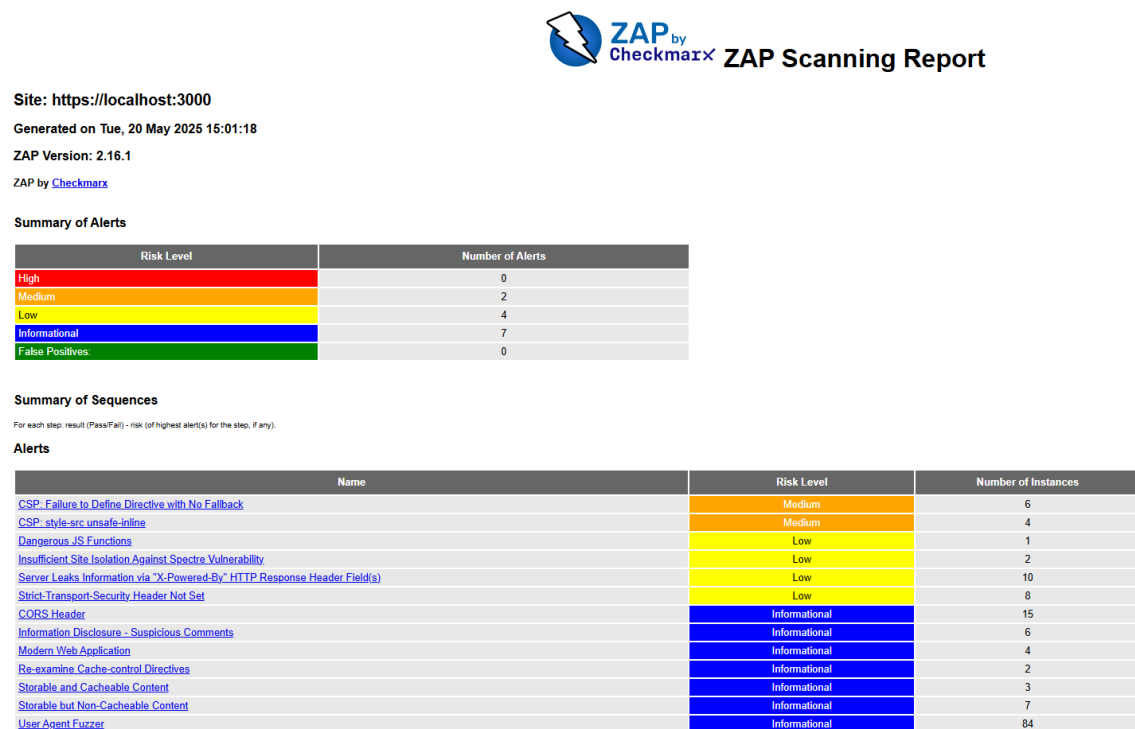 ZAP by
Checkmarx ZAP Scanning Report
Site: https://localhost:3000
Generated on Tue, 20 May 2025 15:01:18
ZAP Version: 2.16.1
ZAP by Checkmarx
Summary of Alerts
Risk Level Number of Alerts
High 0
Medium 2
Low 4
Informational 7
False Positives: 0
Summary of Sequences
For each step: result (Pass/Fail) - risk (of highest alert(s) for the step, if any).
Alerts
Name Risk Level Number of Instances
CSP: Failure to Define Directive with No Fallback Medium 6
CSP: style-src unsafe-inline Medium 4
Dangerous JS Functions Low 1
Insufficient Site Isolation Against Spectre Vulnerability Low 2
Server Leaks Information via "X-Powered-By" HTTP Response Header Field(s) Low 10
Strict-Transport-Security Header Not Set Low 8
CORS Header Informational 15
Information Disclosure - Suspicious Comments Informational 6
Modern Web Application Informational 4
Re-examine Cache-control Directives Informational 2
Storable and Cacheable Content Informational 3
Storable but Non-Cacheable Content Informational 7
User Agent Fuzzer Informational 84